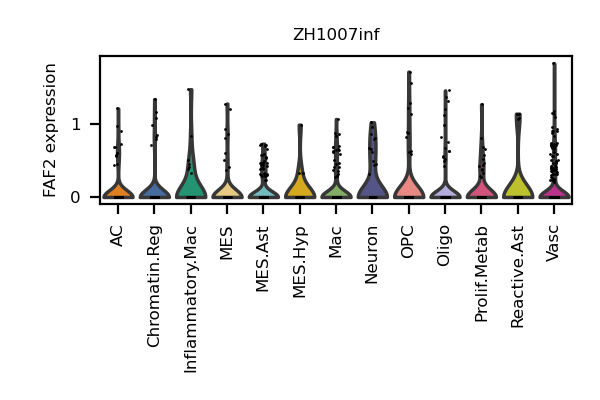 ZH1007inf
FAF2 expression
1
0
AC
Chromatin.Reg
Inflammatory.Mac
MES
MES.Ast
MES.Hyp
Mac
Neuron
OPC
Oligo
Prolif.Metab
Reactive.Ast
Vasc